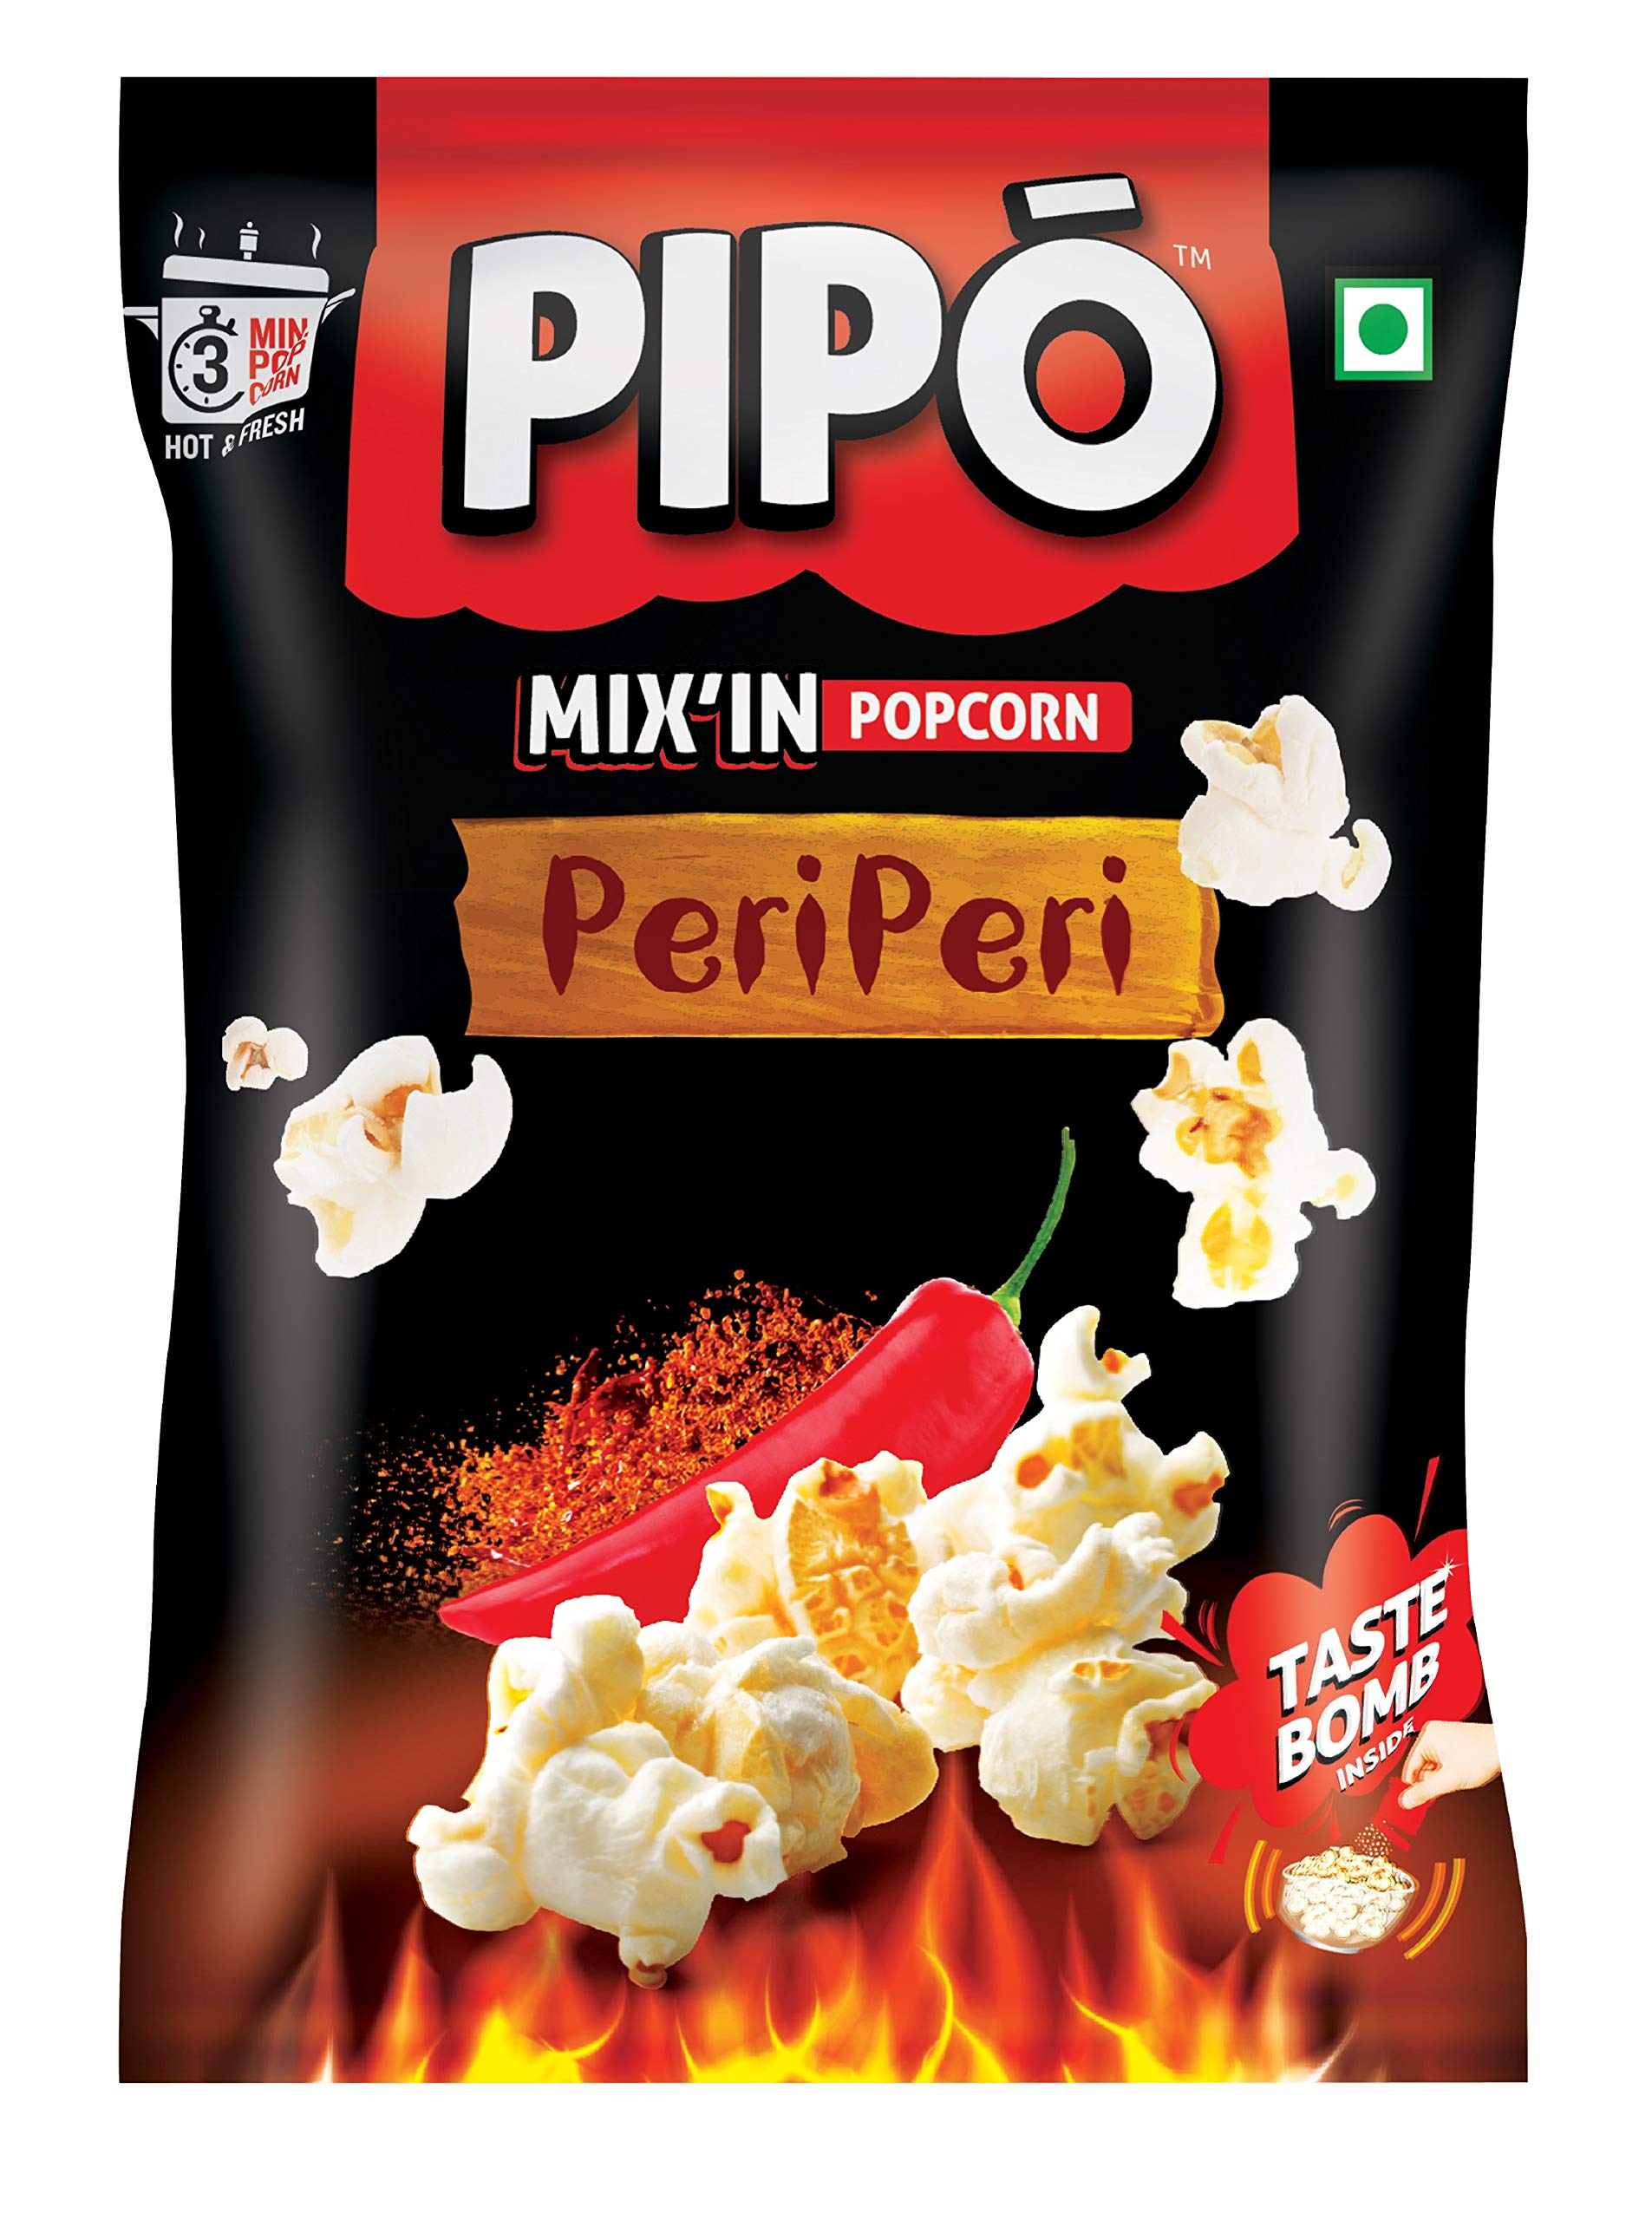 PIPŌ
TM
3 MIN
POP
CORN
HOT & FRESH
MIX'IN POPCORN
PeriPeri
TASTE
BOMB
INSIDE